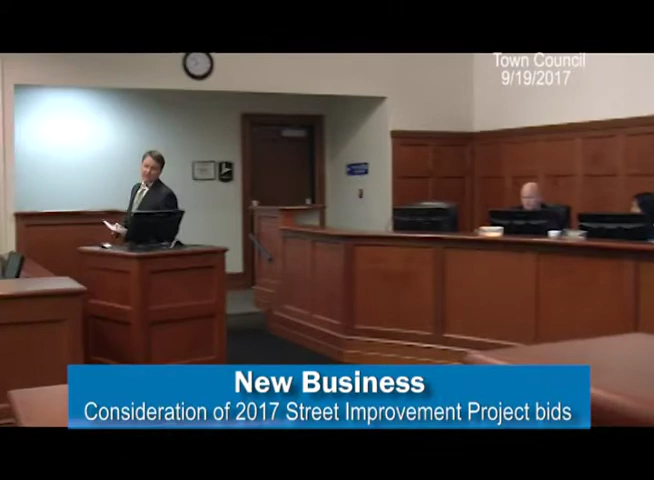 Town Council
9/19/2017
New Business
Consideration of 2017 Street Improvement Project bids